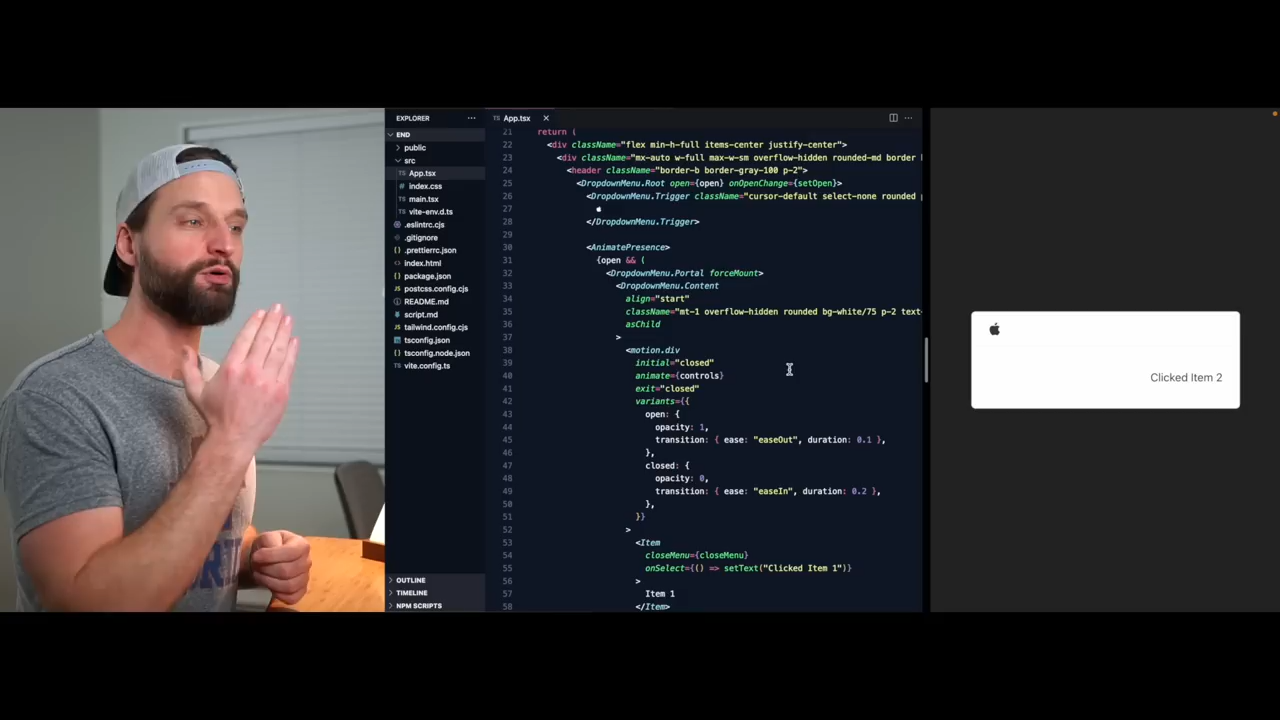 EXPLORER
END
public
src
TS App.tsx
index.css
TS main.tsx
TS vite-env.d.ts
.eslintrc.cjs
.gitignore
{} .prettierrc.json
<> index.html
{} package.json
postcss.config.cjs
README.md
script.md
tailwind.config.cjs
tsconfig.json
{} tsconfig.node.json
TS vite.config.ts
OUTLINE
TIMELINE
NPM SCRIPTS
TS App.tsx
21 return (
22 <div className="flex min-h-full items-center justify-center">
23 <div className="mx-auto w-full max-w-sm overflow-hidden rounded-md border
24 <header className="border-b border-gray-100 p-2">
25 <DropdownMenu.Root open={open} onOpenChange={setOpen}>
26 <DropdownMenu.Trigger className="cursor-default select-none rounded
27
28 </DropdownMenu.Trigger>
29
30 <AnimatePresence>
31 {open && (
32 <DropdownMenu.Portal forceMount>
33 <DropdownMenu.Content
34 align="start"
35 className="mt-1 overflow-hidden rounded bg-white/75 p-2 text-
36 asChild
37 >
38 <motion.div
39 initial="closed"
40 animate={controls}
41 exit="closed"
42 variants={{
43 open: {
44 opacity: 1,
45 transition: { ease: "easeOut", duration: 0.1 },
46 },
47 closed: {
48 opacity: 0,
49 transition: { ease: "easeIn", duration: 0.2 },
50 },
51 }}
52 >
53 <Item
54 closeMenu={closeMenu}
55 onSelect={() => setText("Clicked Item 1")}
56 >
57 Item 1
58 </Item>
Clicked Item 2